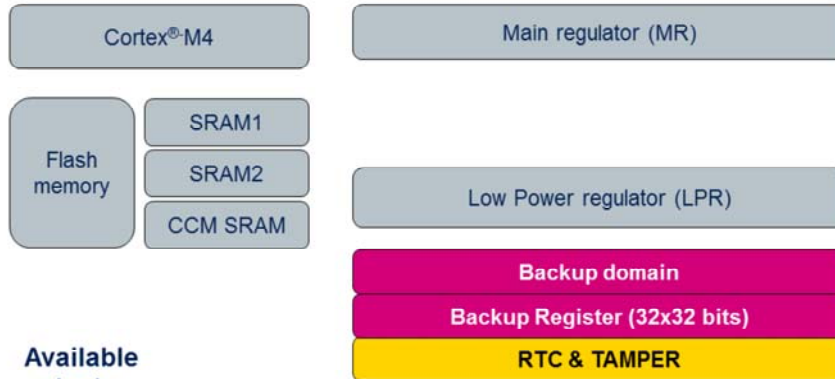 Cortex®-M4
Main regulator (MR)
Flash
memory
SRAM1
SRAM2
CCM SRAM
Low Power regulator (LPR)
Backup domain
Backup Register (32x32 bits)
RTC & TAMPER
Available